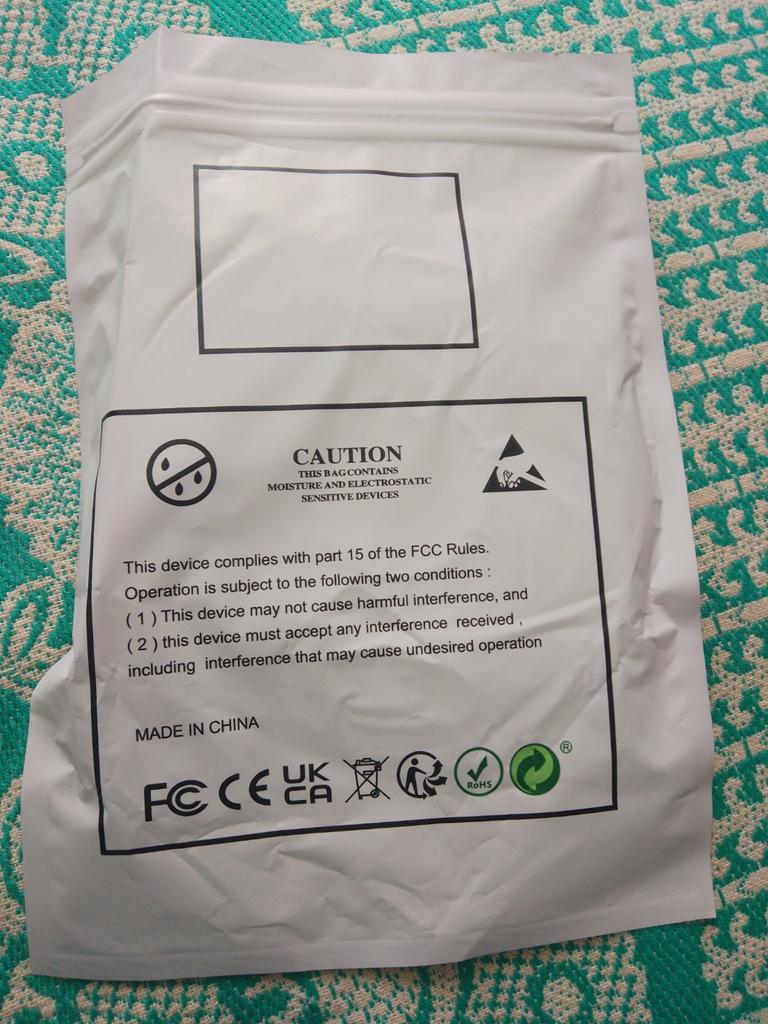 CAUTION
THIS BAG CONTAINS
MOISTURE AND ELECTROSTATIC
SENSITIVE DEVICES
This device complies with part 15 of the FCC Rules.
Operation is subject to the following two conditions :
( 1 ) This device may not cause harmful interference, and
( 2 ) this device must accept any interference received ,
including interference that may cause undesired operation
MADE IN CHINA
FC CE UK CA RoHS ®